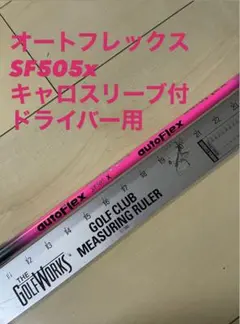 オートフレックス
SF505x
キャロスリーブ付
ドライバー用
autoFlex
autoFlex
THE
GOLFWORKS
GOLF CLUB
MEASURING RULER